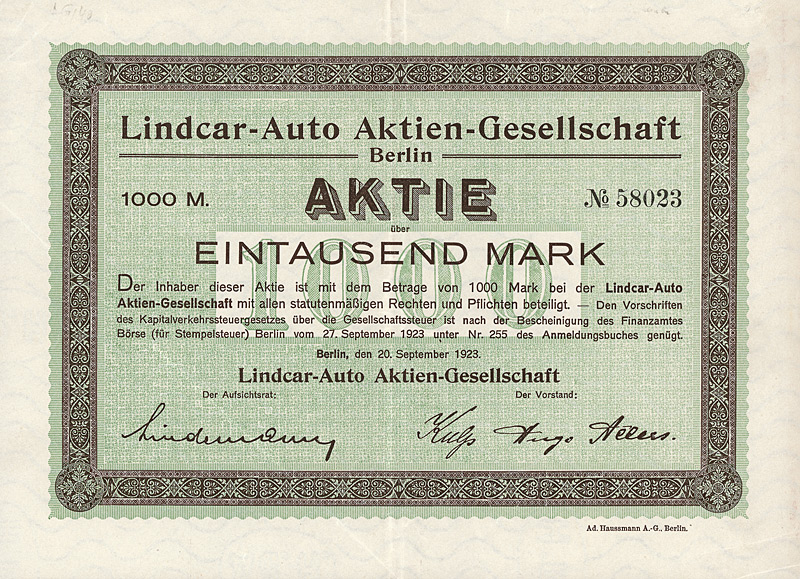 Lindcar-Auto Aktien-Gesellschaft
Berlin
1000 M.
AKTIE
№ 58023
über
EINTAUSEND MARK
1000
Der Inhaber dieser Aktie ist mit dem Betrage von 1000 Mark bei der Lindcar-Auto
Aktien-Gesellschaft mit allen statutenmäßigen Rechten und Pflichten beteiligt. — Den Vorschriften
des Kapitalverkehrssteuergesetzes über die Gesellschaftssteuer ist nach der Bescheinigung des Finanzamtes
Börse (für Stempelsteuer) Berlin vom 27. September 1923 unter Nr. 255 des Anmeldungsbuches genügt.
Berlin, den 20. September 1923.
Lindcar-Auto Aktien-Gesellschaft
Der Aufsichtsrat:
Der Vorstand:
Lindemann
Hugo
Ad. Haussmann A.-G., Berlin.